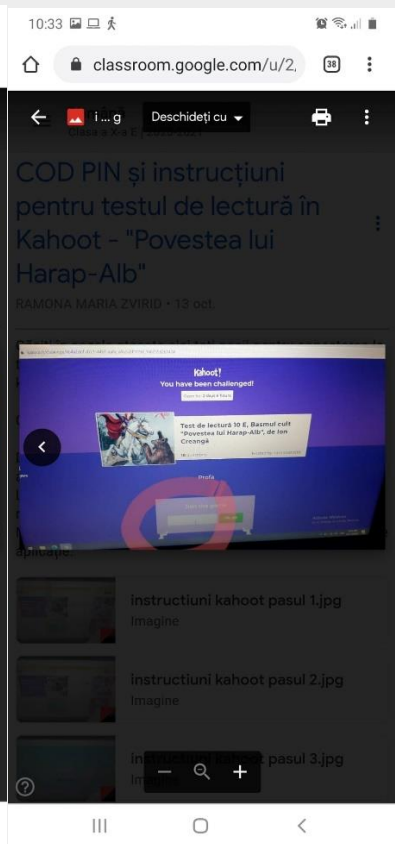 10:33
classroom.google.com/u/2,
38
i ... g
Deschideți cu
Clasa a X-a E
COD PIN și instrucțiuni
pentru testul de lectură în
Kahoot - "Povestea lui
Harap-Alb"
RAMONA MARIA ZVIRID • 13 oct.
Kahoot!
You have been challenged!
Test de lectură 10 E, Basmul cult
"Povestea lui Harap-Alb", de Ion
Creangă
aplicație.
instructiuni kahoot pasul 1.jpg
Imagine
instructiuni kahoot pasul 2.jpg
Imagine
instructiuni kahoot pasul 3.jpg